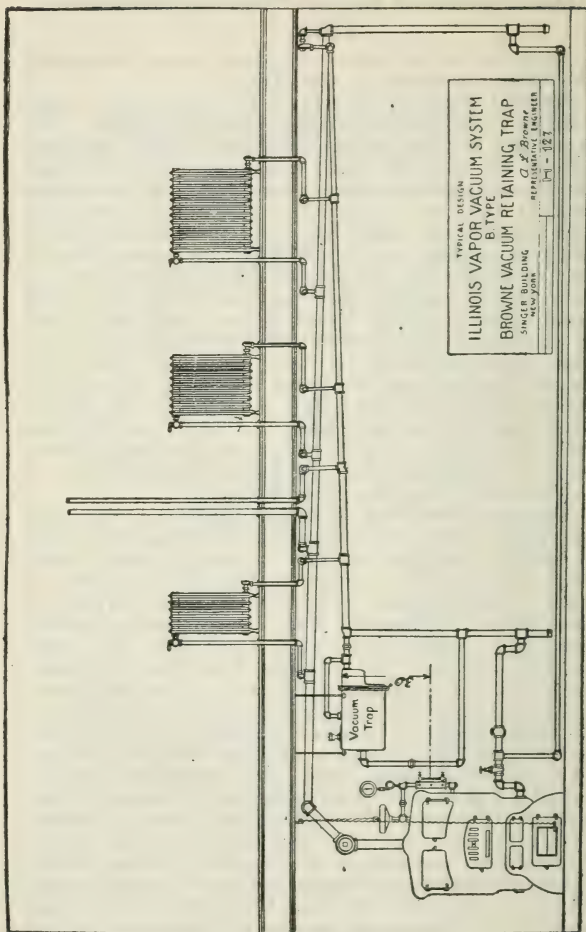 TYPICAL DESIGN
ILLINOIS VAPOR VACUUM SYSTEM
B. TYPE
BROWNE VACUUM RETAINING TRAP
SINGER BUILDING
NEW YORK
A L Browne
REPRESENTATIVE ENGINEER
H - 127
Vacuum
Trap